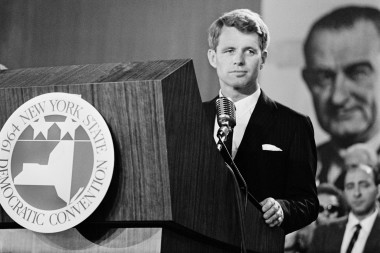 1964 NEW YORK STATE
DEMOCRATIC CONVENTION